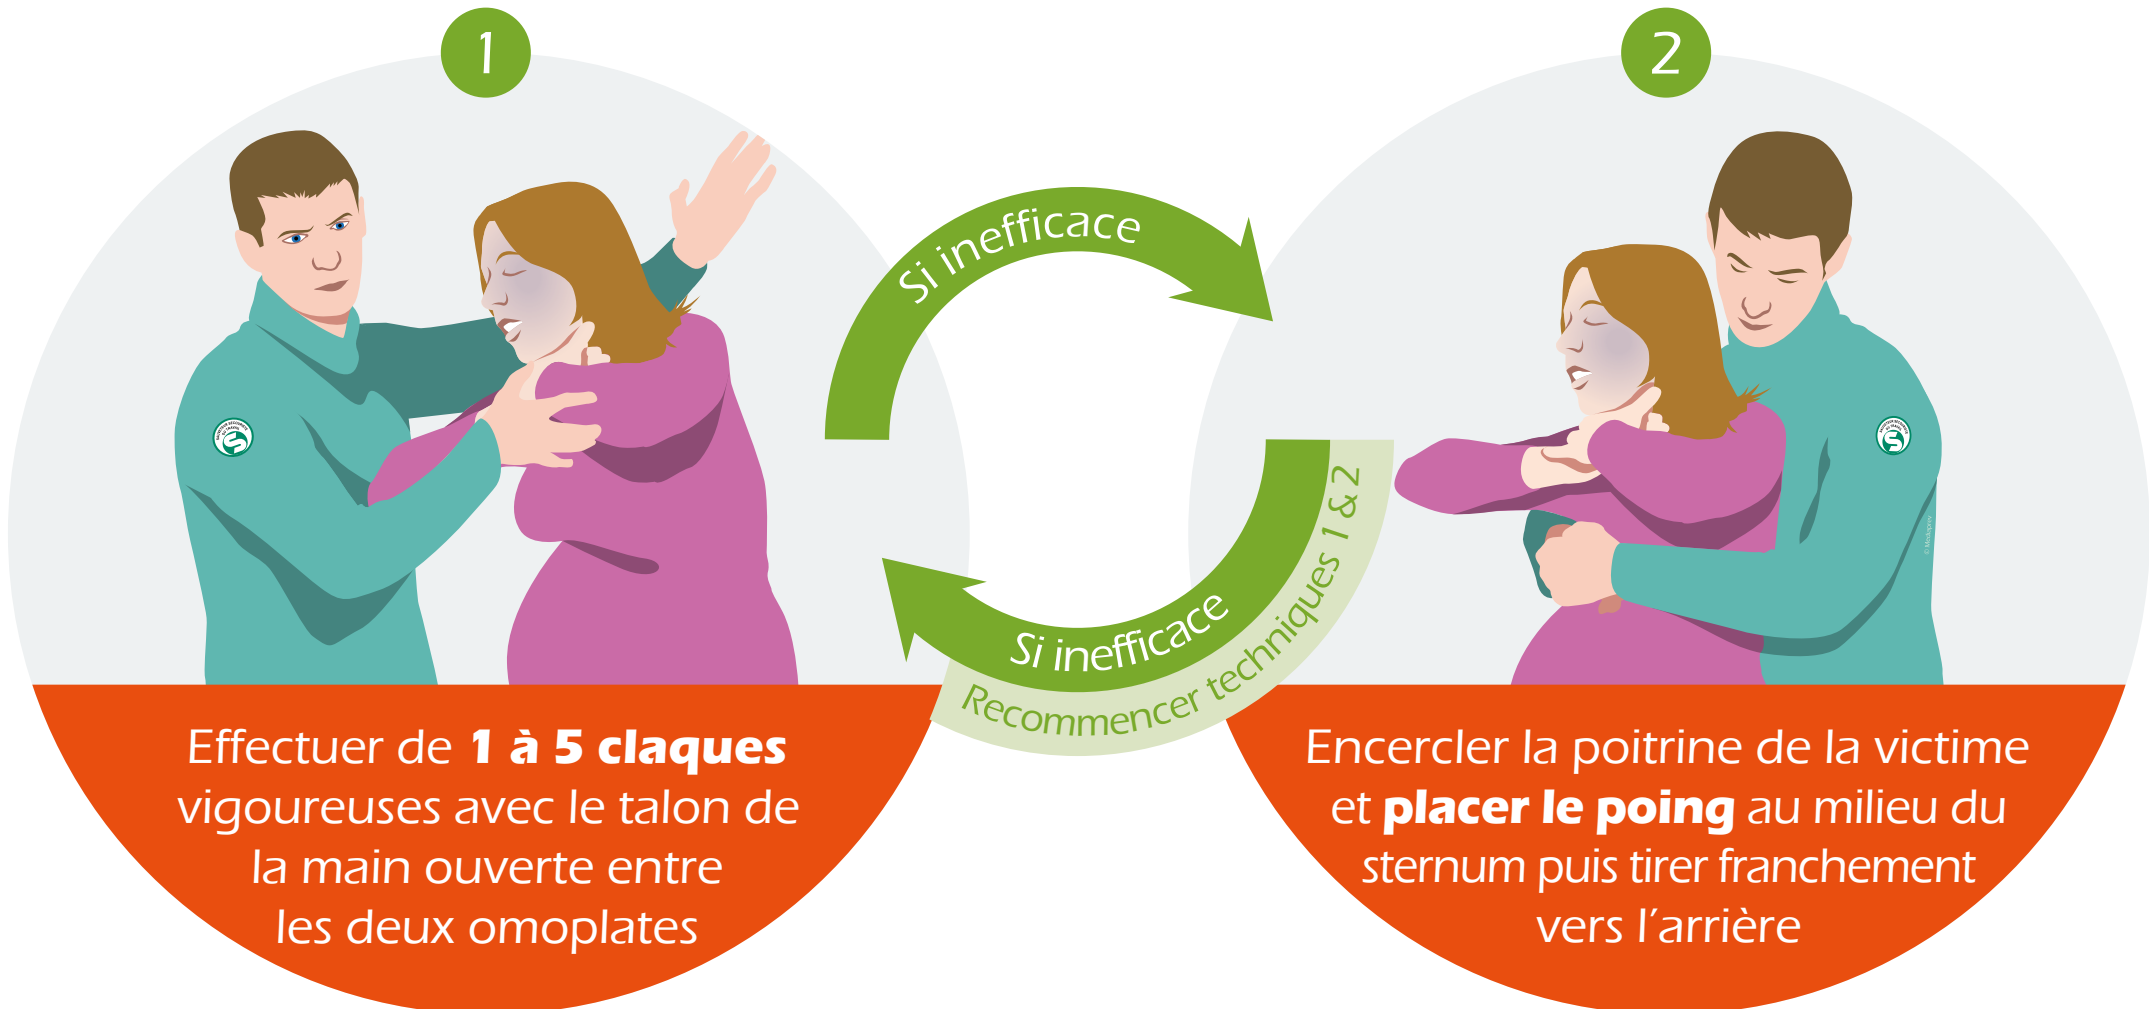 1
Effectuer de 1 à 5 claques
vigoureuses avec le talon de
la main ouverte entre
les deux omoplates
Si inefficace
2
Encercler la poitrine de la victime
et placer le poing au milieu du
sternum puis tirer franchement
vers l’arrière
Si inefficace
Recommencer techniques 1 & 2